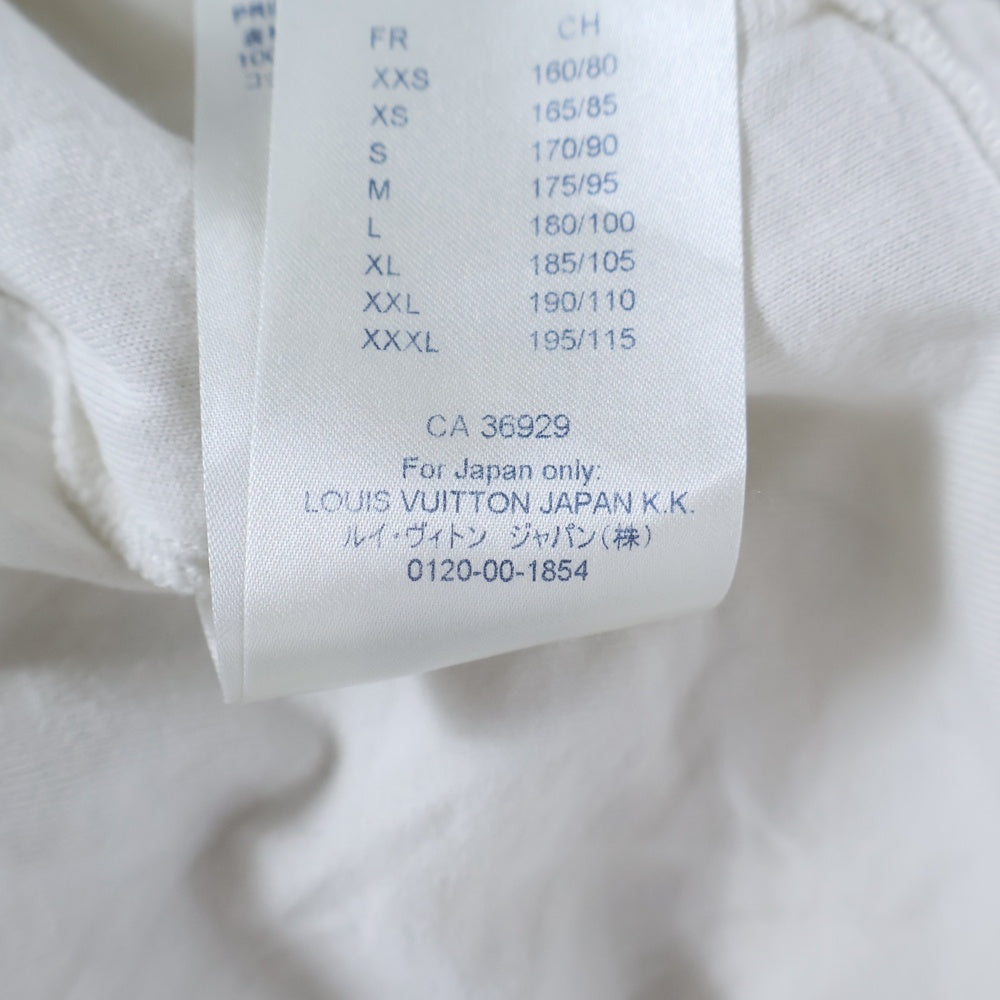 FR CH
XXS 160/80
XS 165/85
S 170/90
M 175/95
L 180/100
XL 185/105
XXL 190/110
XXXL 195/115
CA 36929
For Japan only:
LOUIS VUITTON JAPAN K.K.
ルイ・ヴィトン ジャパン(株)
0120-00-1854